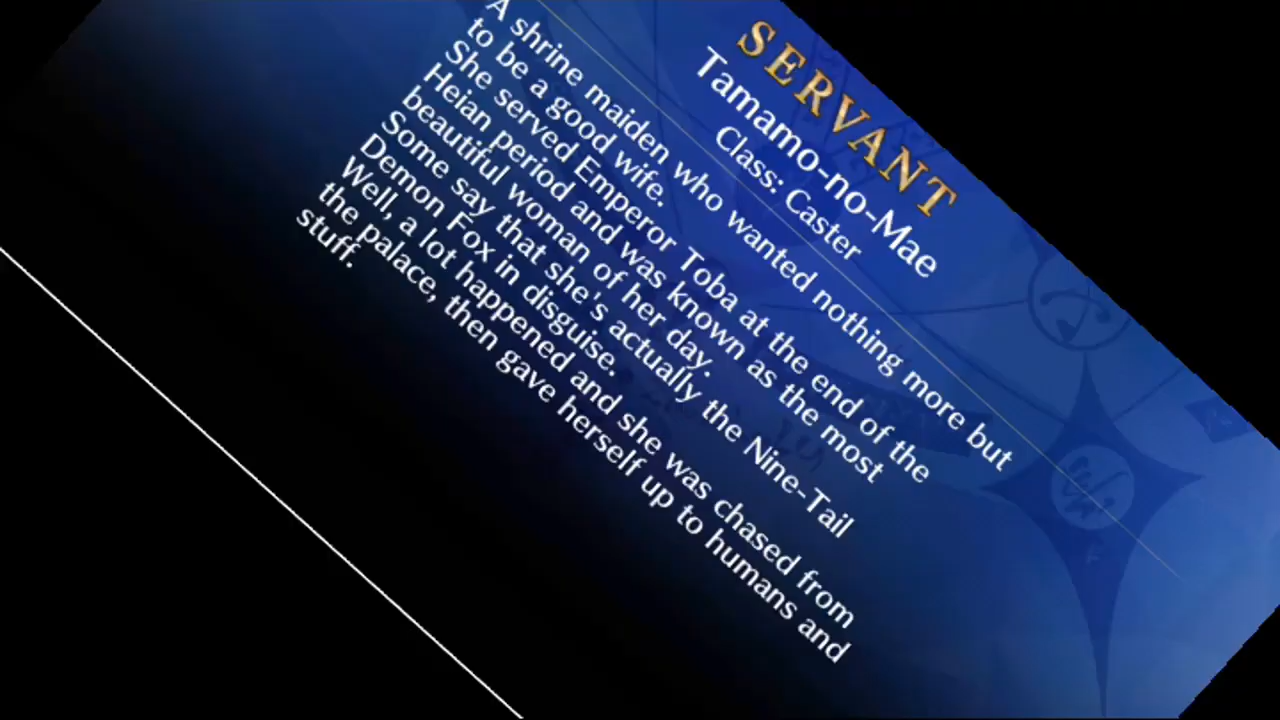 SERVANT
Tamamo-no-Mae
Class: Caster
A shrine maiden who wanted nothing more but
to be a good wife.
She served Emperor Toba at the end of the
Heian period and was known as the most
beautiful woman of her day.
Some say that she's actually the Nine-Tail
Demon Fox in disguise.
Well, a lot happened and she was chased from
the palace, then gave herself up to humans and
stuff.